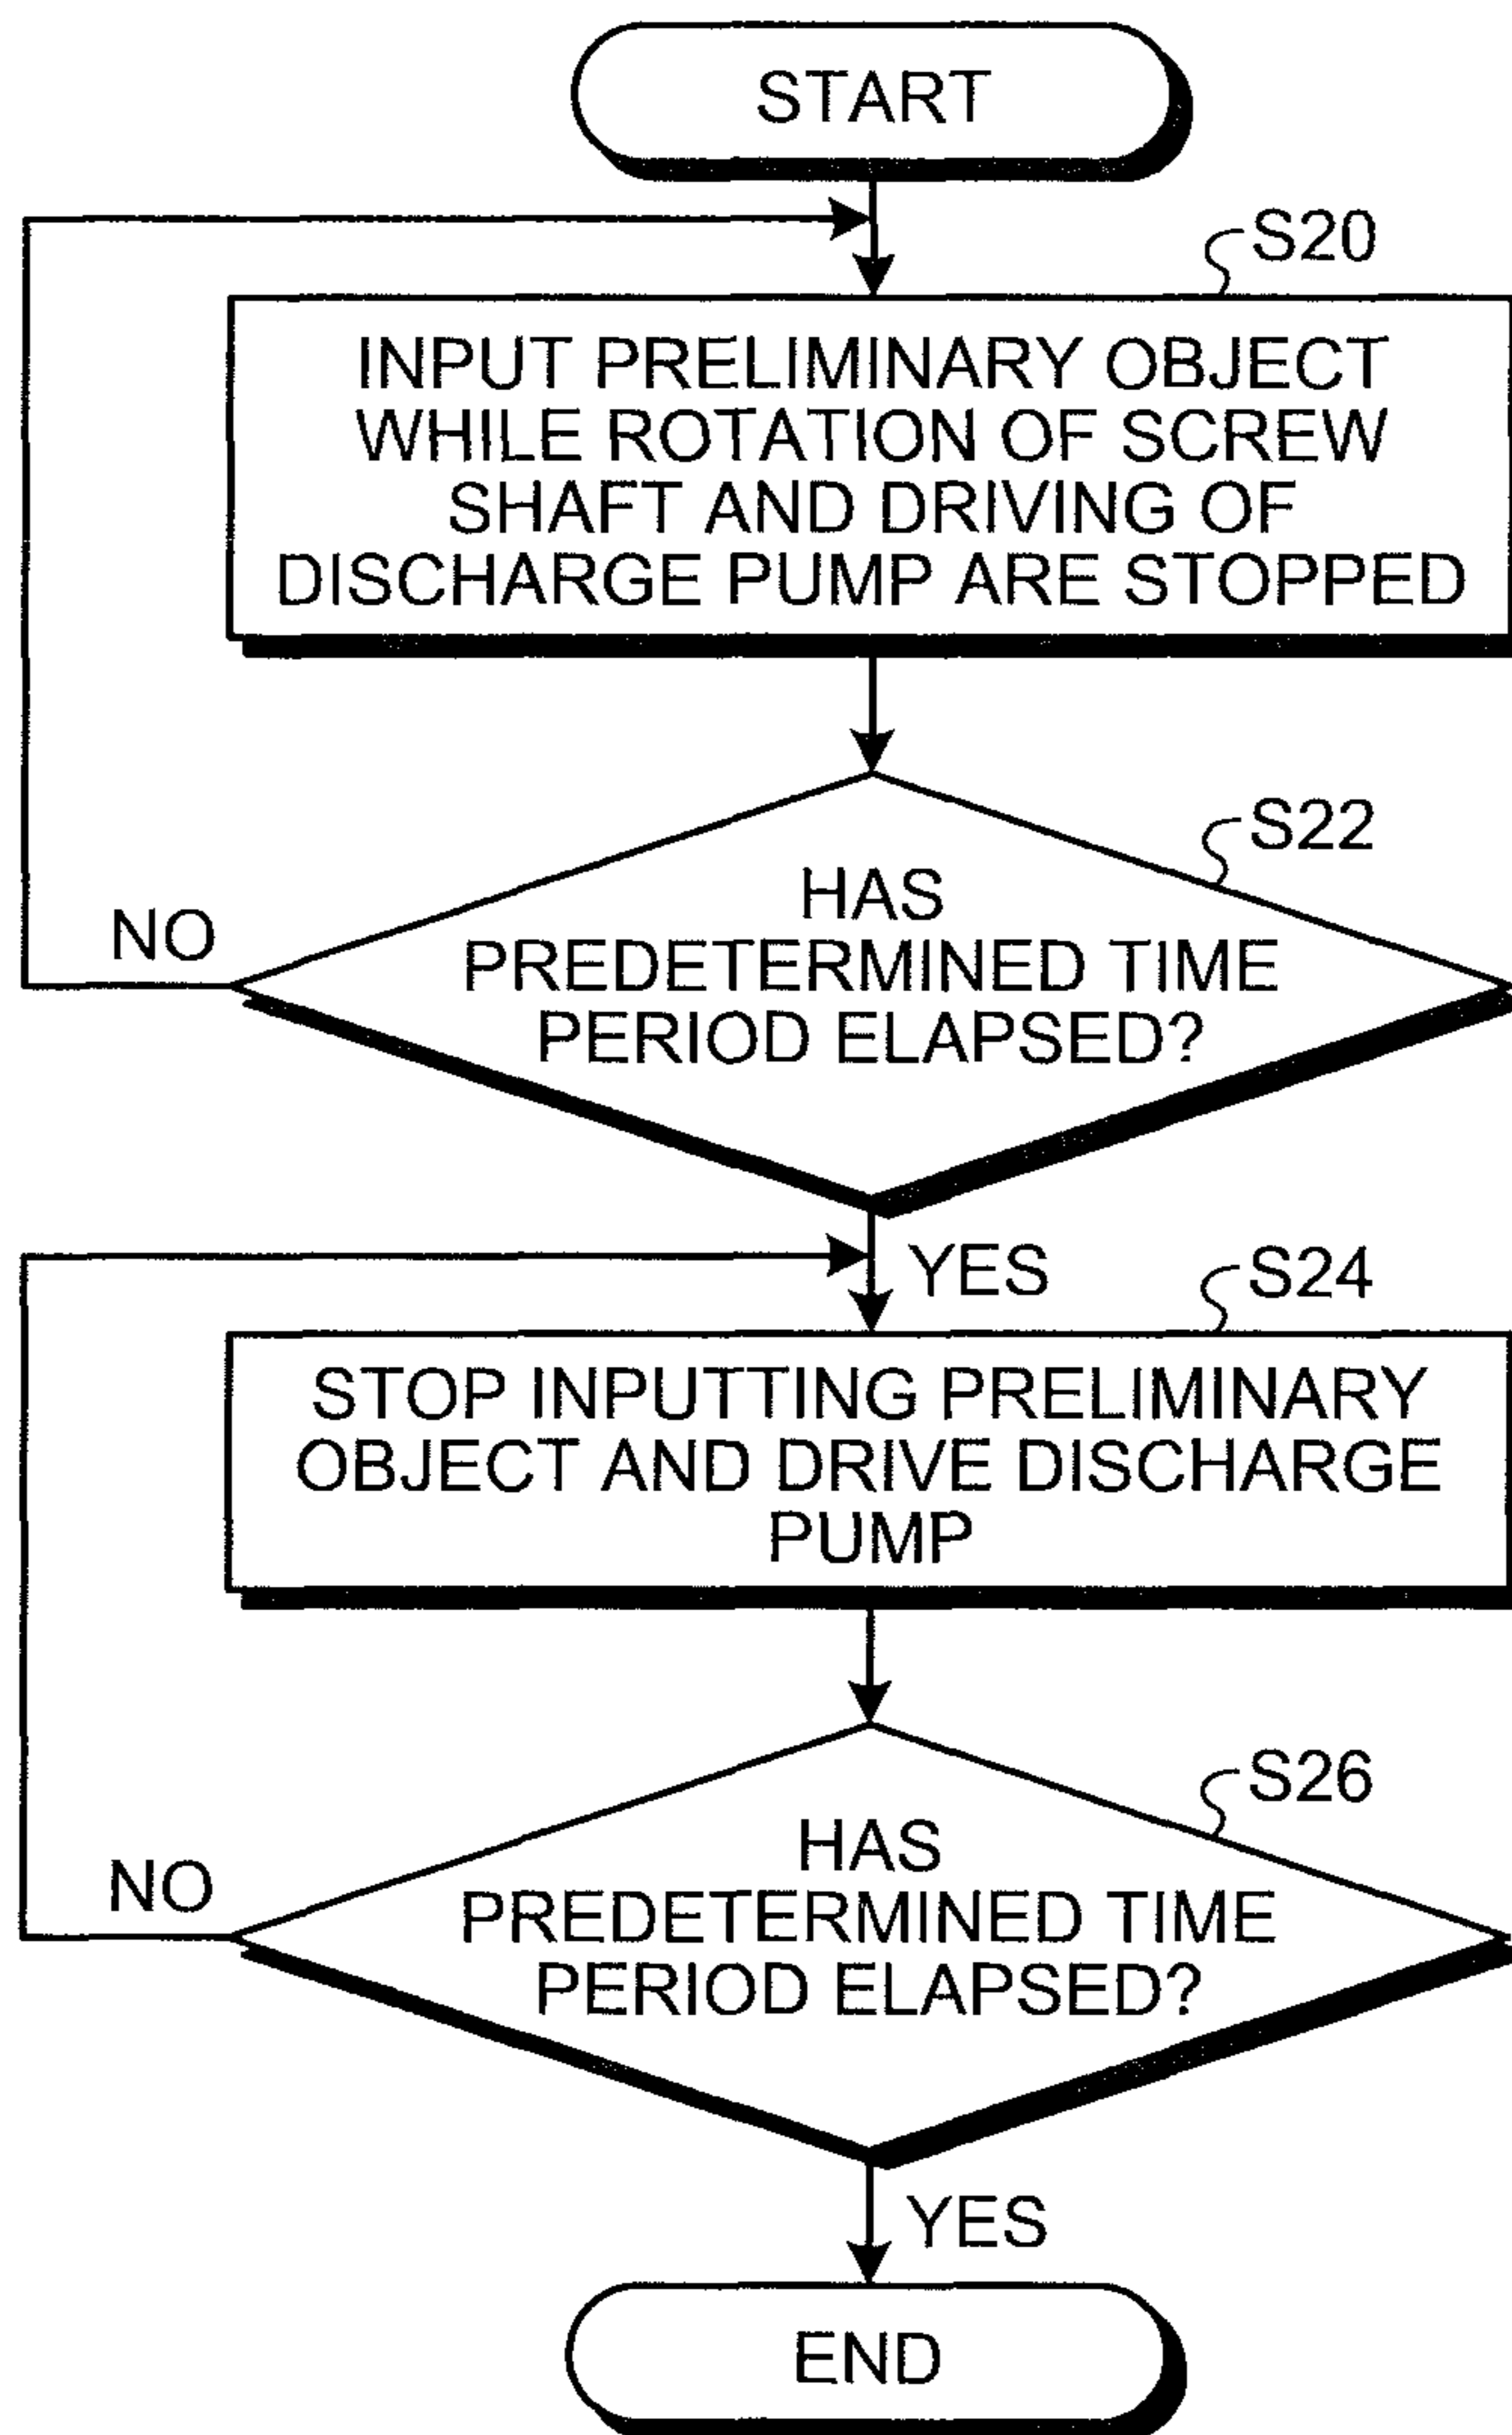 START
S20
INPUT PRELIMINARY OBJECT
WHILE ROTATION OF SCREW
SHAFT AND DRIVING OF
DISCHARGE PUMP ARE STOPPED
S22
HAS
NO
PREDETERMINED TIME
PERIOD ELAPSED?
YES
S24
STOP INPUTTING PRELIMINARY
OBJECT AND DRIVE DISCHARGE
PUMP
S26
HAS
NO
PREDETERMINED TIME
PERIOD ELAPSED?
YES
END